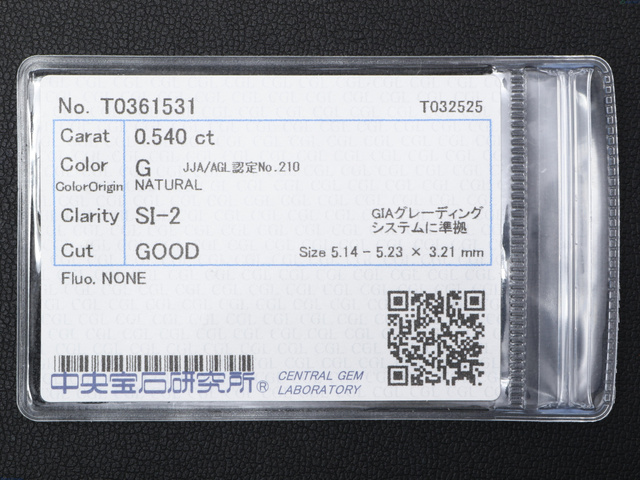 No. T0361531 T032525
Carat 0.540 ct
Color G JJA/AGL認定No.210
ColorOrigin NATURAL
Clarity SI-2 GIAグレーディング
システムに準拠
Cut GOOD Size 5.14 - 5.23 × 3.21 mm
Fluo. NONE
中央宝石研究所® CENTRAL GEM
LABORATORY